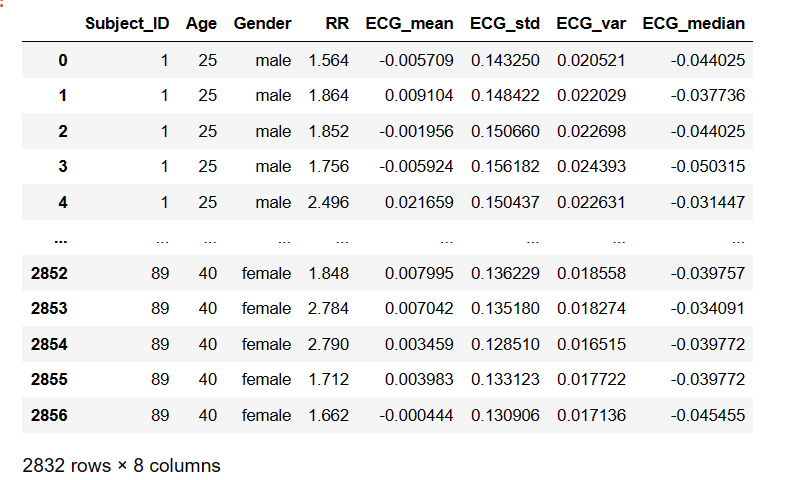 Subject_ID Age Gender RR ECG_mean ECG_std ECG_var ECG_median
0 1 25 male 1.564 -0.005709 0.143250 0.020521 -0.044025
1 1 25 male 1.864 0.009104 0.148422 0.022029 -0.037736
2 1 25 male 1.852 -0.001956 0.150660 0.022698 -0.044025
3 1 25 male 1.756 -0.005924 0.156182 0.024393 -0.050315
4 1 25 male 2.496 0.021659 0.150437 0.022631 -0.031447
... ... ... ... ... ... ... ... ...
2852 89 40 female 1.848 0.007995 0.136229 0.018558 -0.039757
2853 89 40 female 2.784 0.007042 0.135180 0.018274 -0.034091
2854 89 40 female 2.790 0.003459 0.128510 0.016515 -0.039772
2855 89 40 female 1.712 0.003983 0.133123 0.017722 -0.039772
2856 89 40 female 1.662 -0.000444 0.130906 0.017136 -0.045455
2832 rows × 8 columns